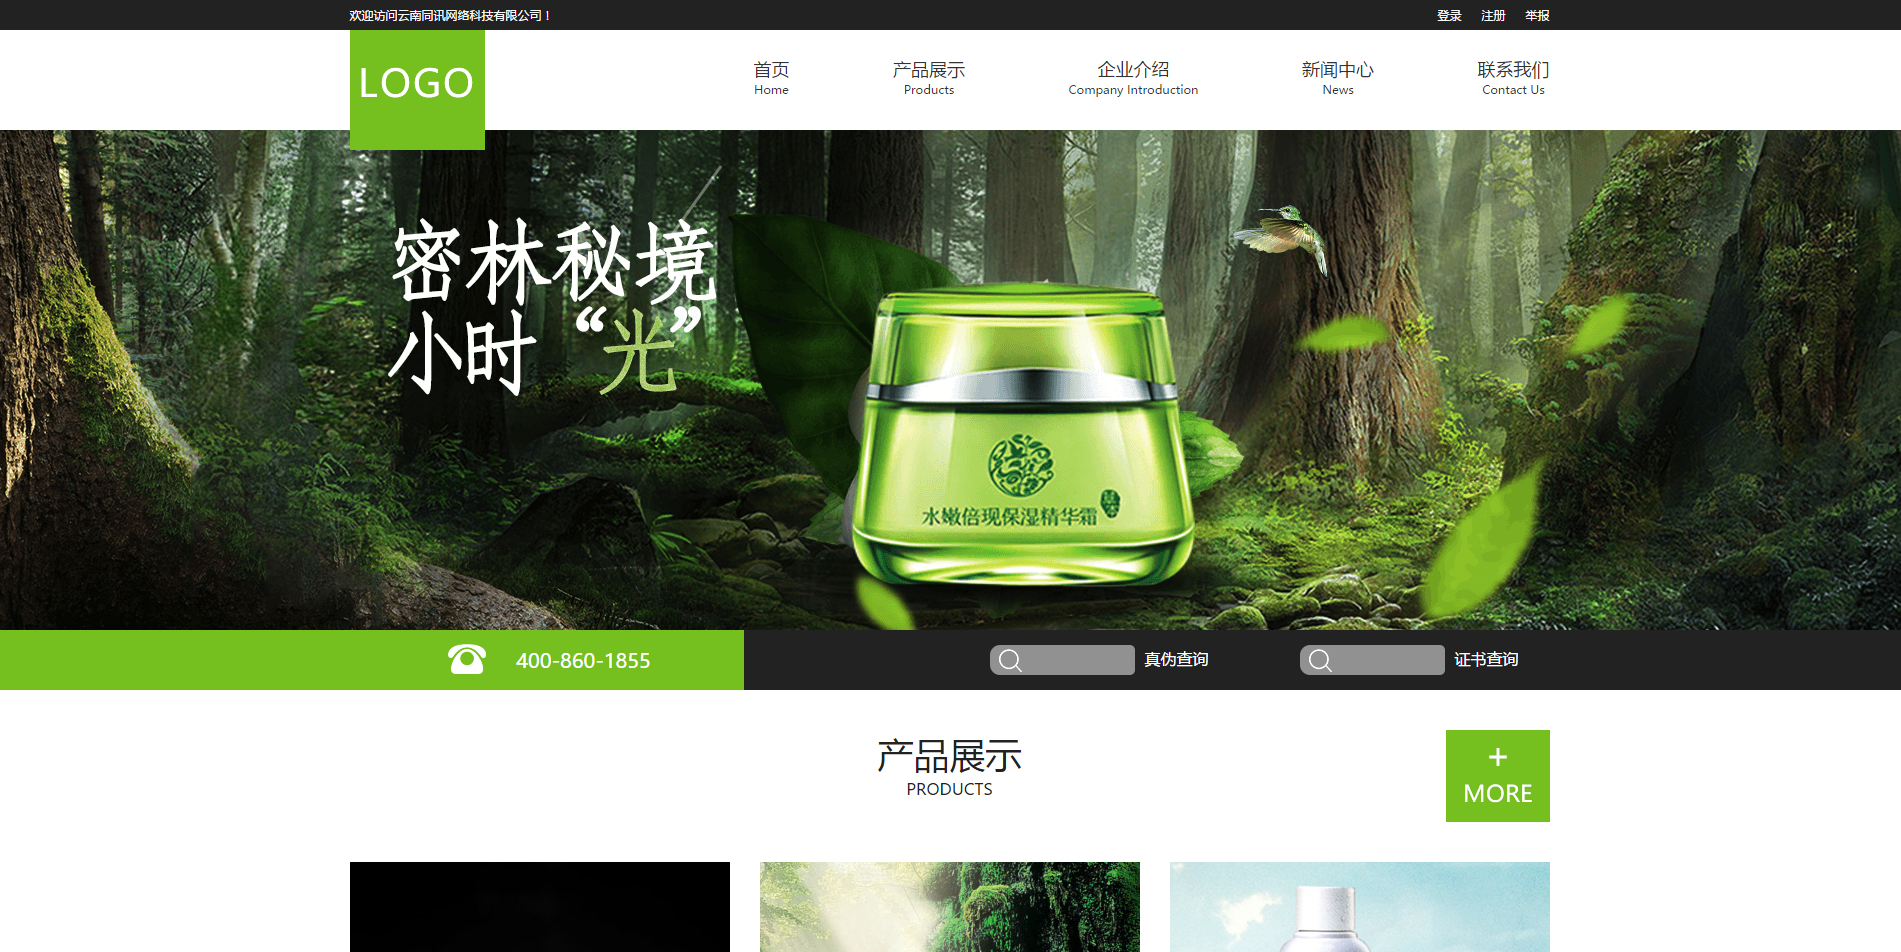 欢迎访问云南同讯网络科技有限公司！
登录 注册 举报
LOGO
首页 产品展示 企业介绍 新闻中心 联系我们
Home Products Company Introduction News Contact Us
密林秘境
小时“光”
水嫩倍现保湿精华霜
400-860-1855
真伪查询
证书查询
产品展示
PRODUCTS
+
MORE